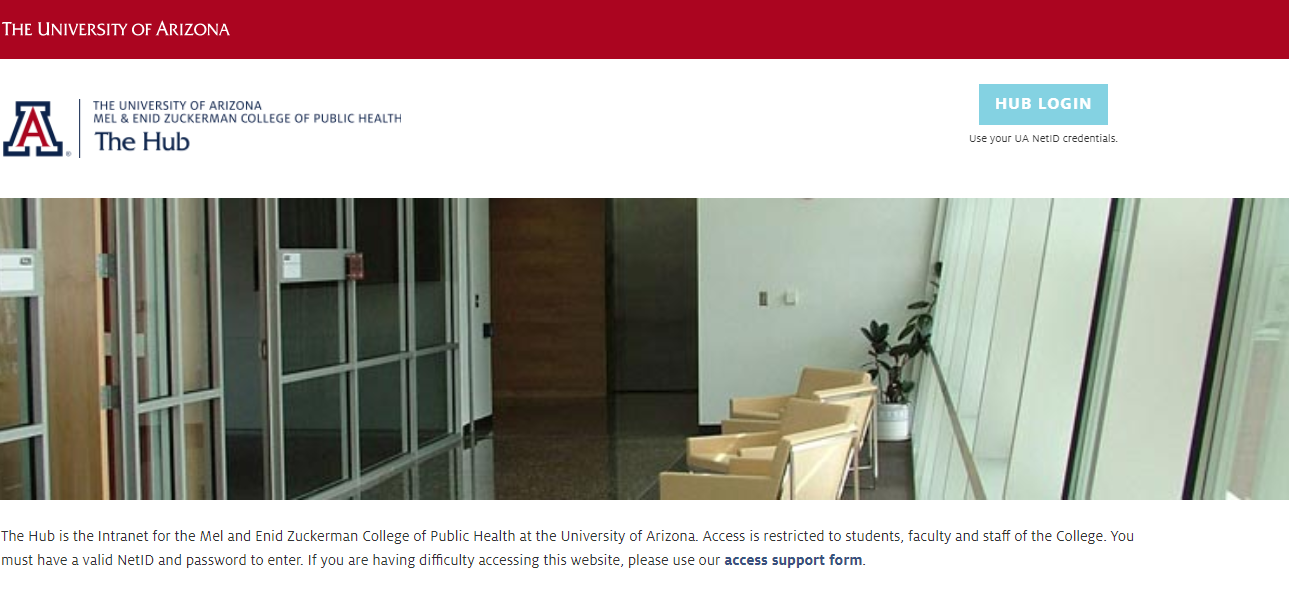 THE UNIVERSITY OF ARIZONA
THE UNIVERSITY OF ARIZONA
MEL & ENID ZUCKERMAN COLLEGE OF PUBLIC HEALTH
The Hub
A
®
HUB LOGIN
Use your UA NetID credentials.
The Hub is the Intranet for the Mel and Enid Zuckerman College of Public Health at the University of Arizona. Access is restricted to students, faculty and staff of the College. You
must have a valid NetID and password to enter. If you are having difficulty accessing this website, please use our access support form.